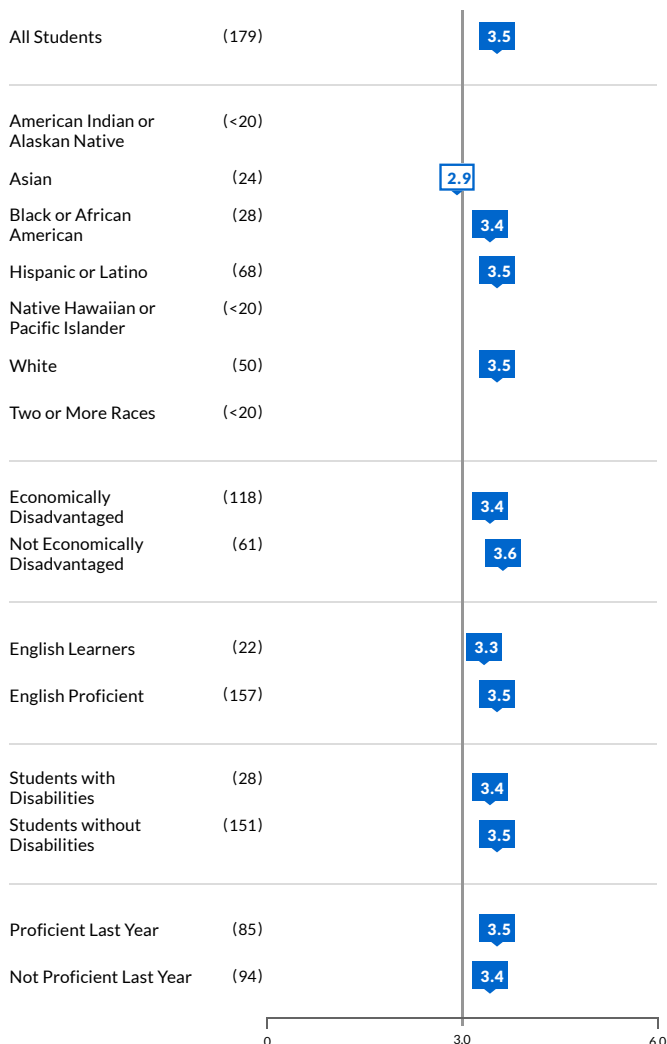 All Students (179) 3.5
American Indian or (<20)
Alaskan Native
Asian (24) 2.9
Black or African (28) 3.4
American
Hispanic or Latino (68) 3.5
Native Hawaiian or (<20)
Pacific Islander
White (50) 3.5
Two or More Races (<20)
Economically (118) 3.4
Disadvantaged
Not Economically (61) 3.6
Disadvantaged
English Learners (22) 3.3
English Proficient (157) 3.5
Students with (28) 3.4
Disabilities
Students without (151) 3.5
Disabilities
Proficient Last Year (85) 3.5
Not Proficient Last Year (94) 3.4
0 3.0 6.0